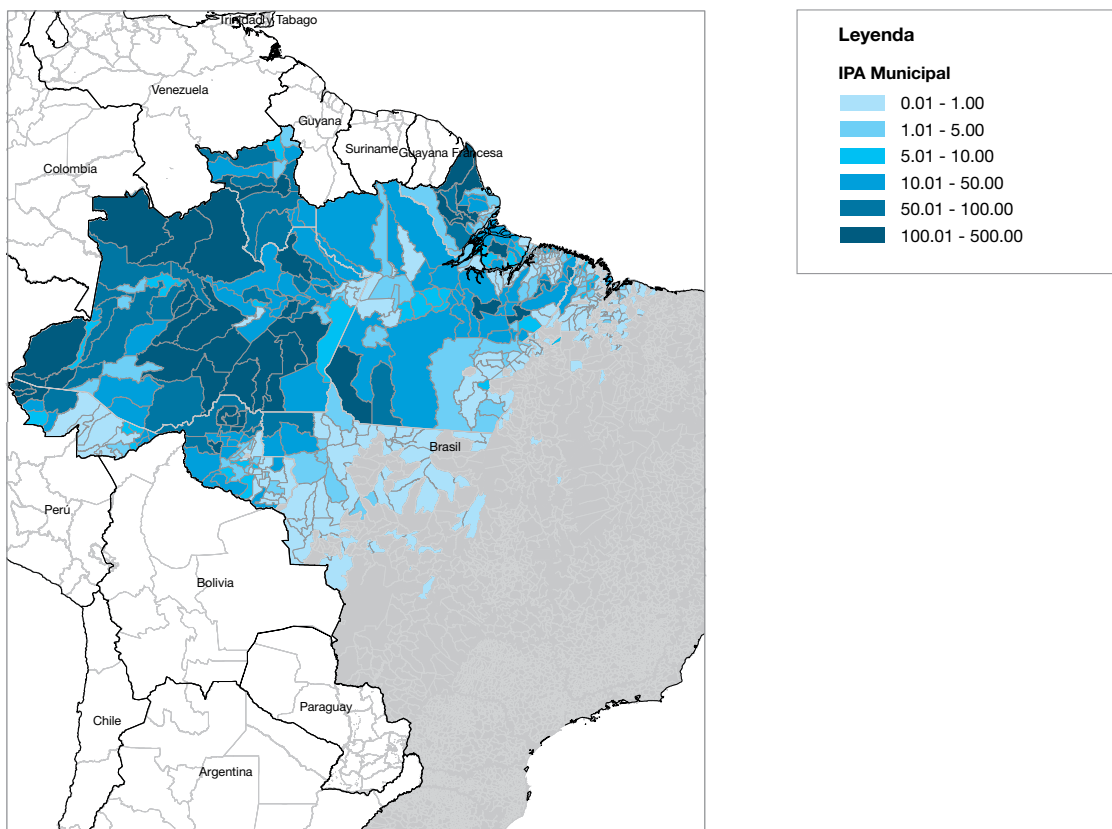 Trinidad y Tabago
Venezuela
Guyana
Suriname
Guayana Francesa
Colombia
Brasil
Perú
Bolivia
Paraguay
Chile
Argentina
Leyenda
IPA Municipal
0.01 - 1.00
1.01 - 5.00
5.01 - 10.00
10.01 - 50.00
50.01 - 100.00
100.01 - 500.00